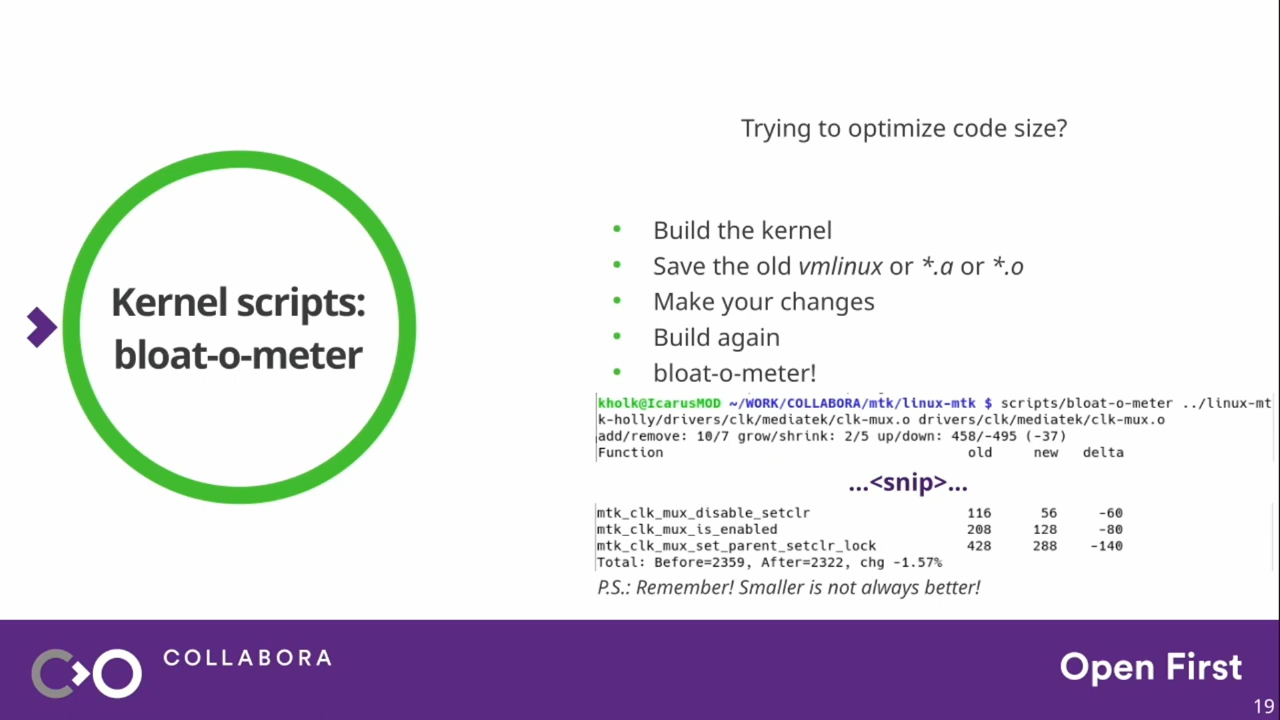 Trying to optimize code size?
Kernel scripts:
bloat-o-meter
• Build the kernel
• Save the old vmlinux or *.a or *.o
• Make your changes
• Build again
• bloat-o-meter!
kholk@IcarusMOD ~/WORK/COLLABORA/mtk/linux-mtk $ scripts/bloat-o-meter ../linux-mt
k-holly/drivers/clk/mediatek/clk-mux.o drivers/clk/mediatek/clk-mux.o
add/remove: 10/7 grow/shrink: 2/5 up/down: 458/-495 (-37)
Function old new delta
...<snip>...
mtk_clk_mux_disable_setclr 116 56 -60
mtk_clk_mux_is_enabled 208 128 -80
mtk_clk_mux_set_parent_setclr_lock 428 288 -140
Total: Before=2359, After=2322, chg -1.57%
P.S.: Remember! Smaller is not always better!
COLLABORA
Open First
19